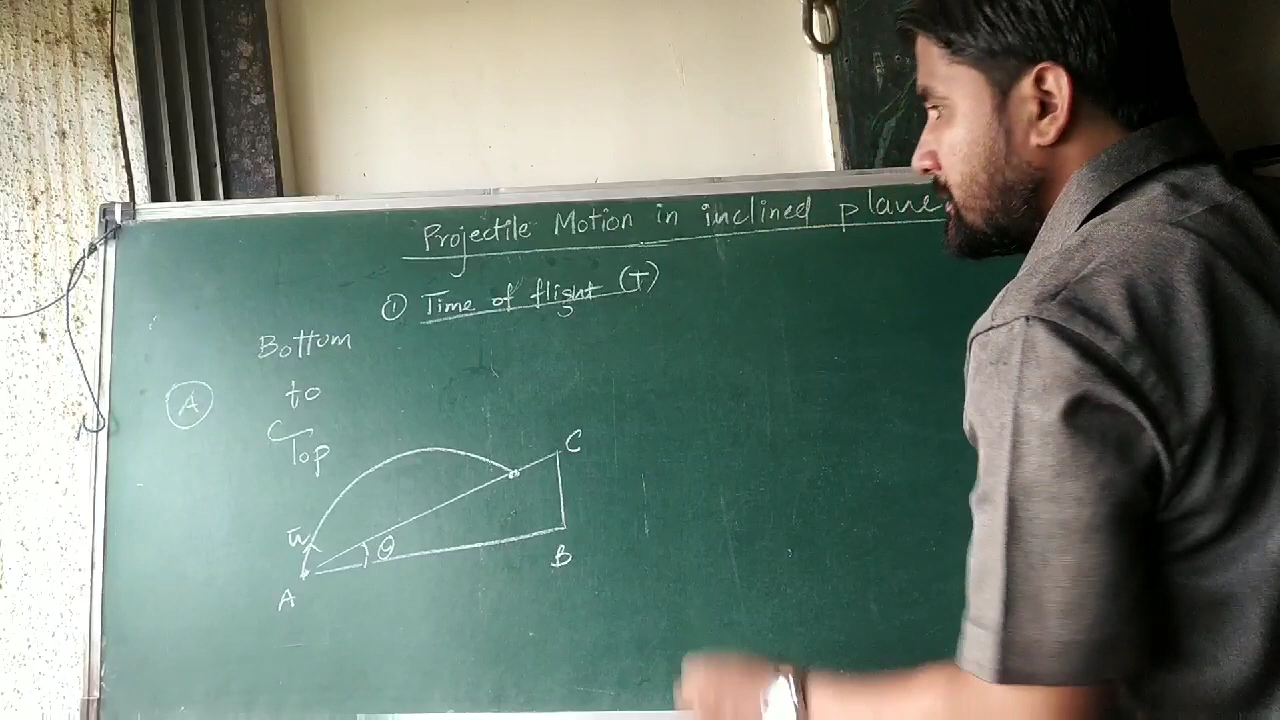 Projectile Motion in inclined plane
① Time of flight (T)
Bottom
to
Top
A
C
u
θ
B
A